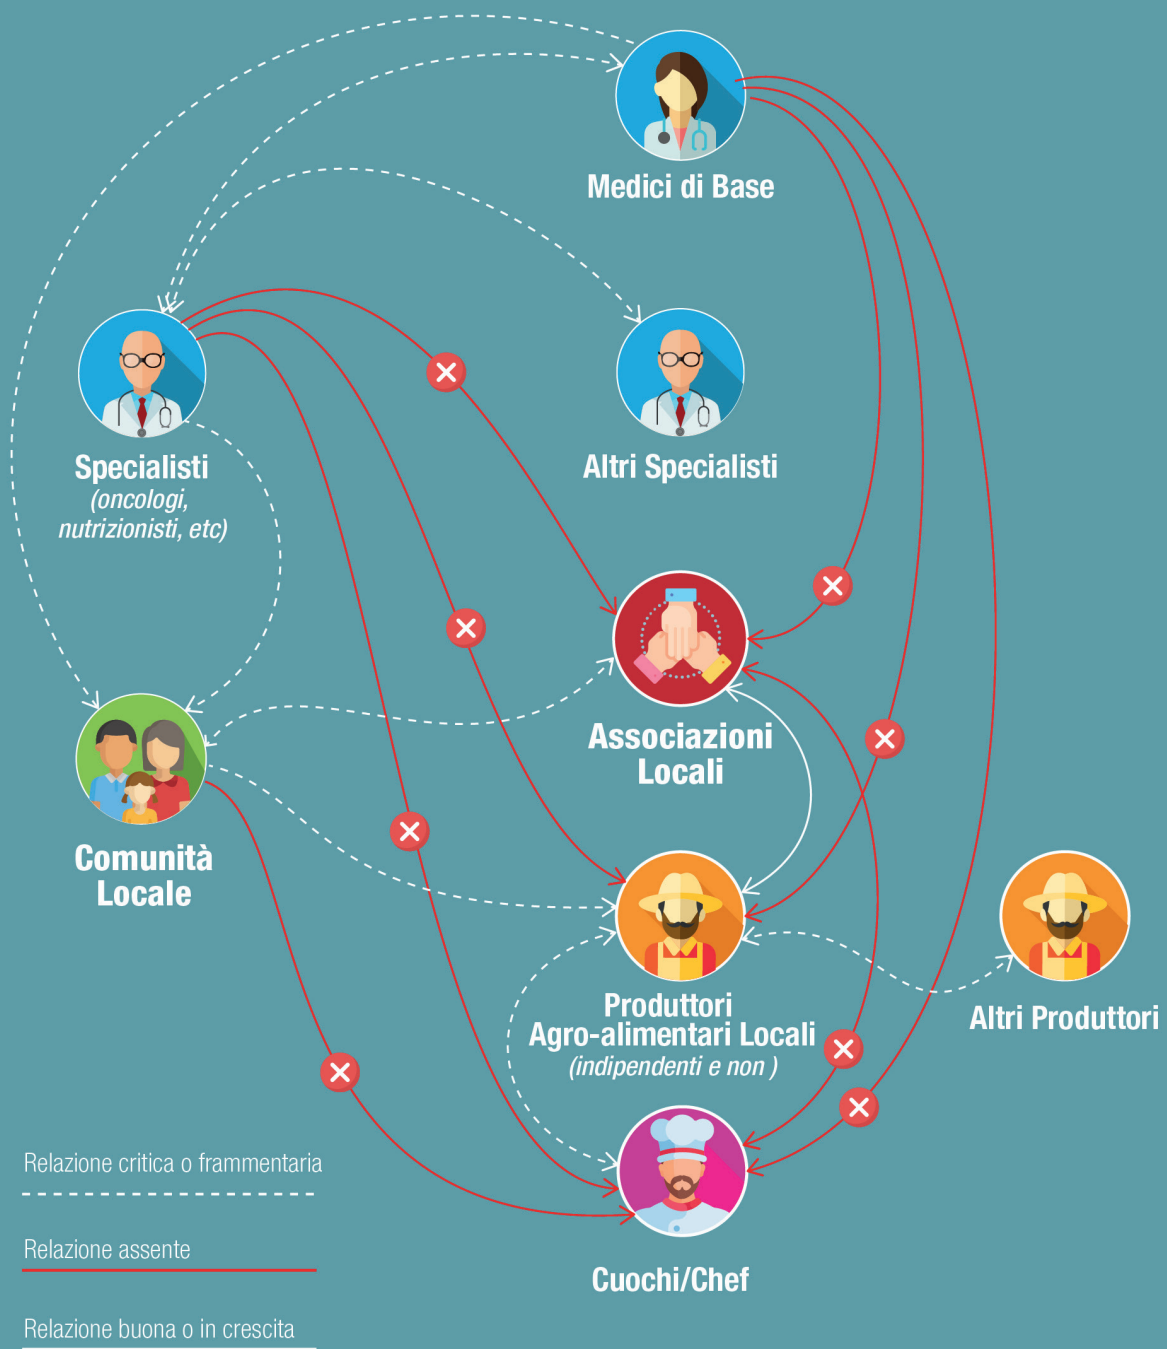 Medici di Base
Specialisti
(oncologi,
nutrizionisti, etc)
Altri Specialisti
Associazioni
Locali
Comunità
Locale
Produttori
Agro-alimentari Locali
(indipendenti e non )
Altri Produttori
Cuochi/Chef
Relazione critica o frammentaria
Relazione assente
Relazione buona o in crescita